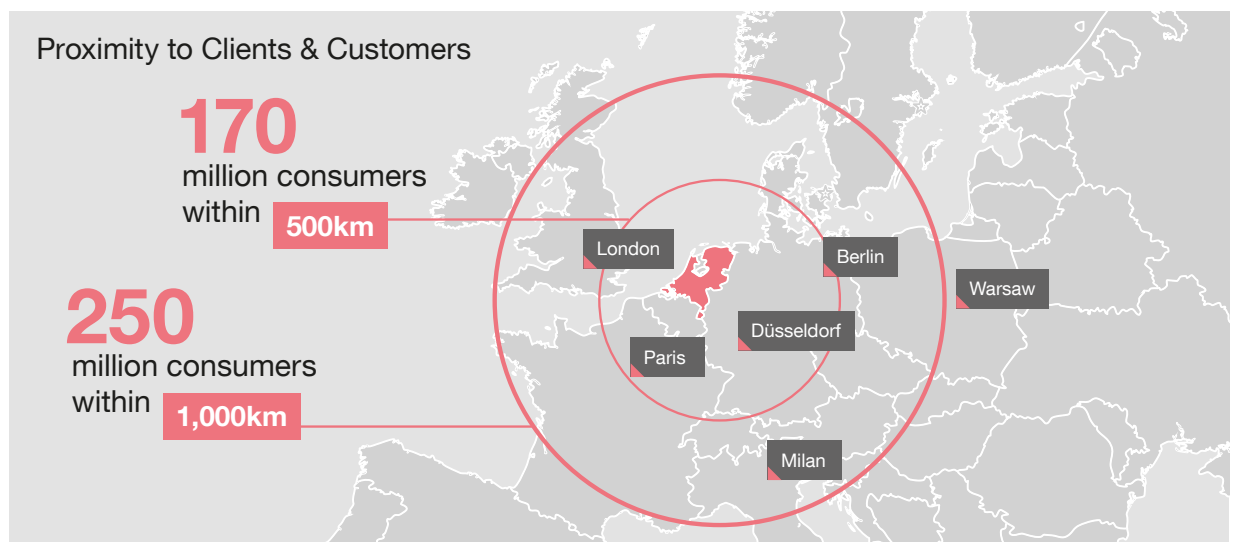 Proximity to Clients & Customers
170
million consumers
within 500km
250
million consumers
within 1,000km
London
Berlin
Warsaw
Düsseldorf
Paris
Milan